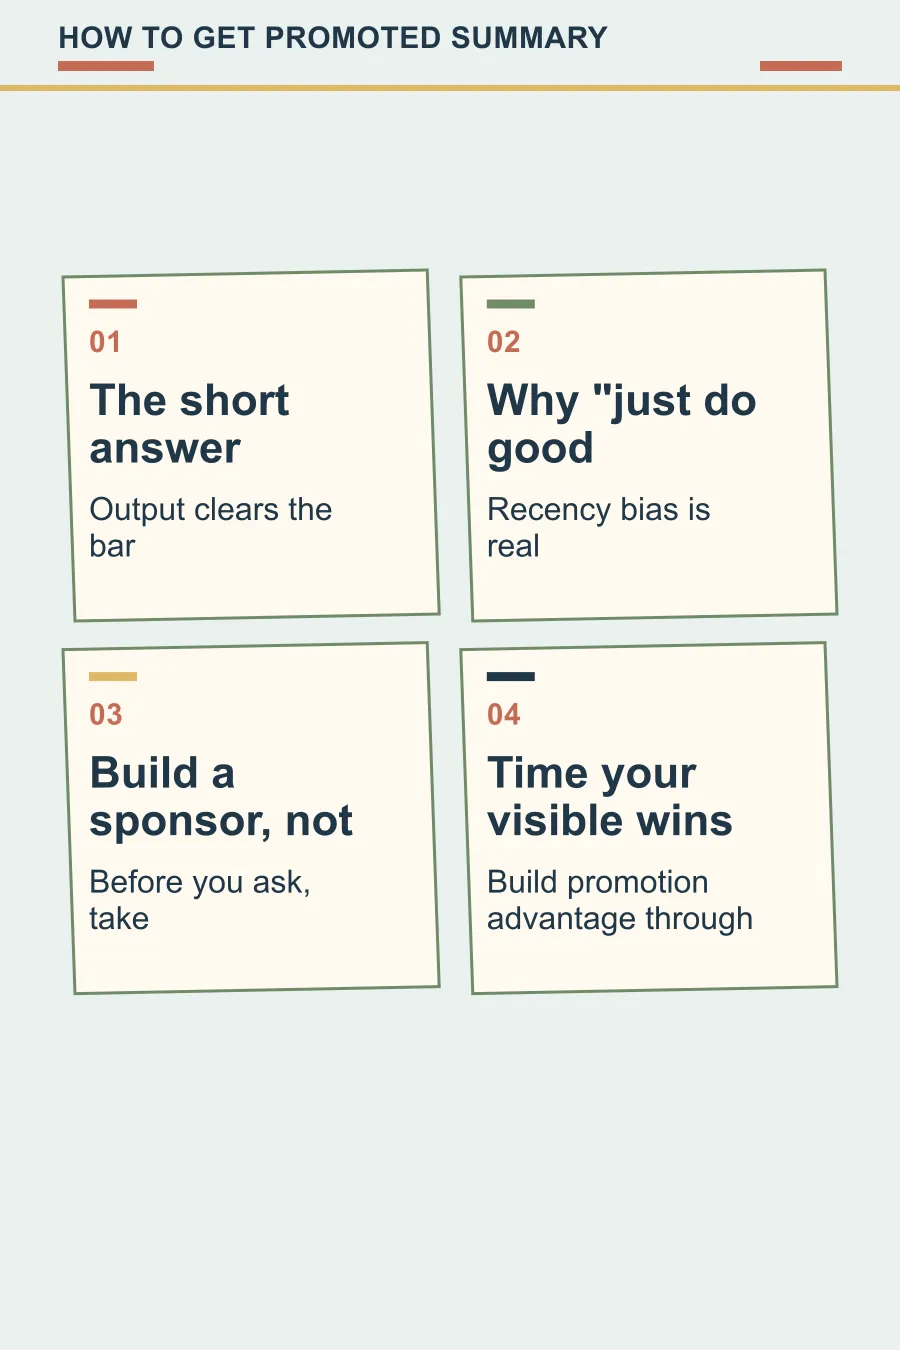 HOW TO GET PROMOTED SUMMARY
01
The short
answer
Output clears the
bar
02
Why "just do
good
Recency bias is
real
03
Build a
sponsor, not
Before you ask,
take
04
Time your
visible wins
Build promotion
advantage through